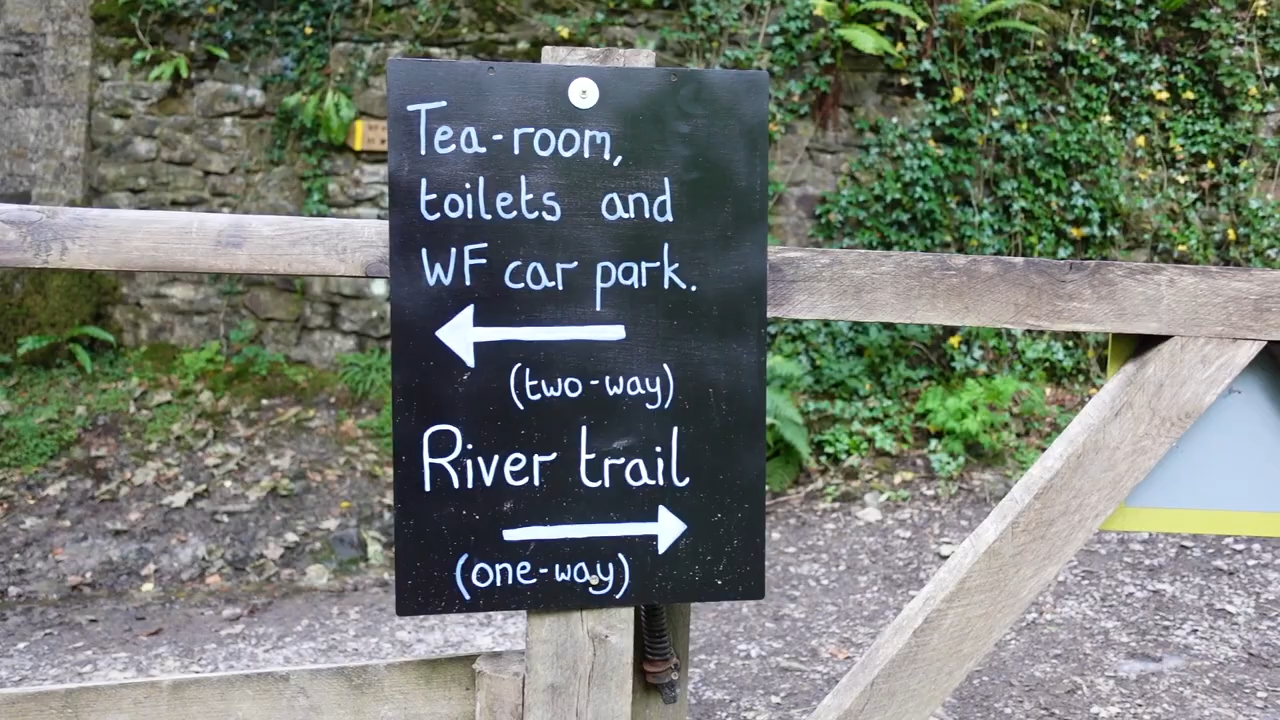 Tea-room,
toilets and
WF car park.
(two-way)
River trail
(one-way)